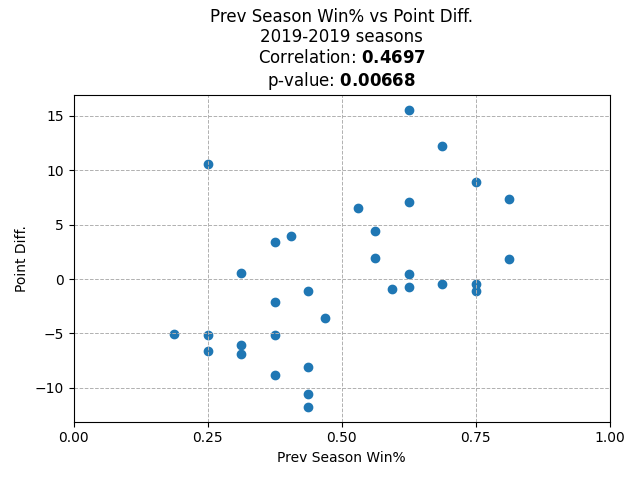 Prev Season Win% vs Point Diff.
2019-2019 seasons
Correlation: 0.4697
p-value: 0.00668
15
10
5
0
−5
−10
Point Diff.
0.00 0.25 0.50 0.75 1.00
Prev Season Win%